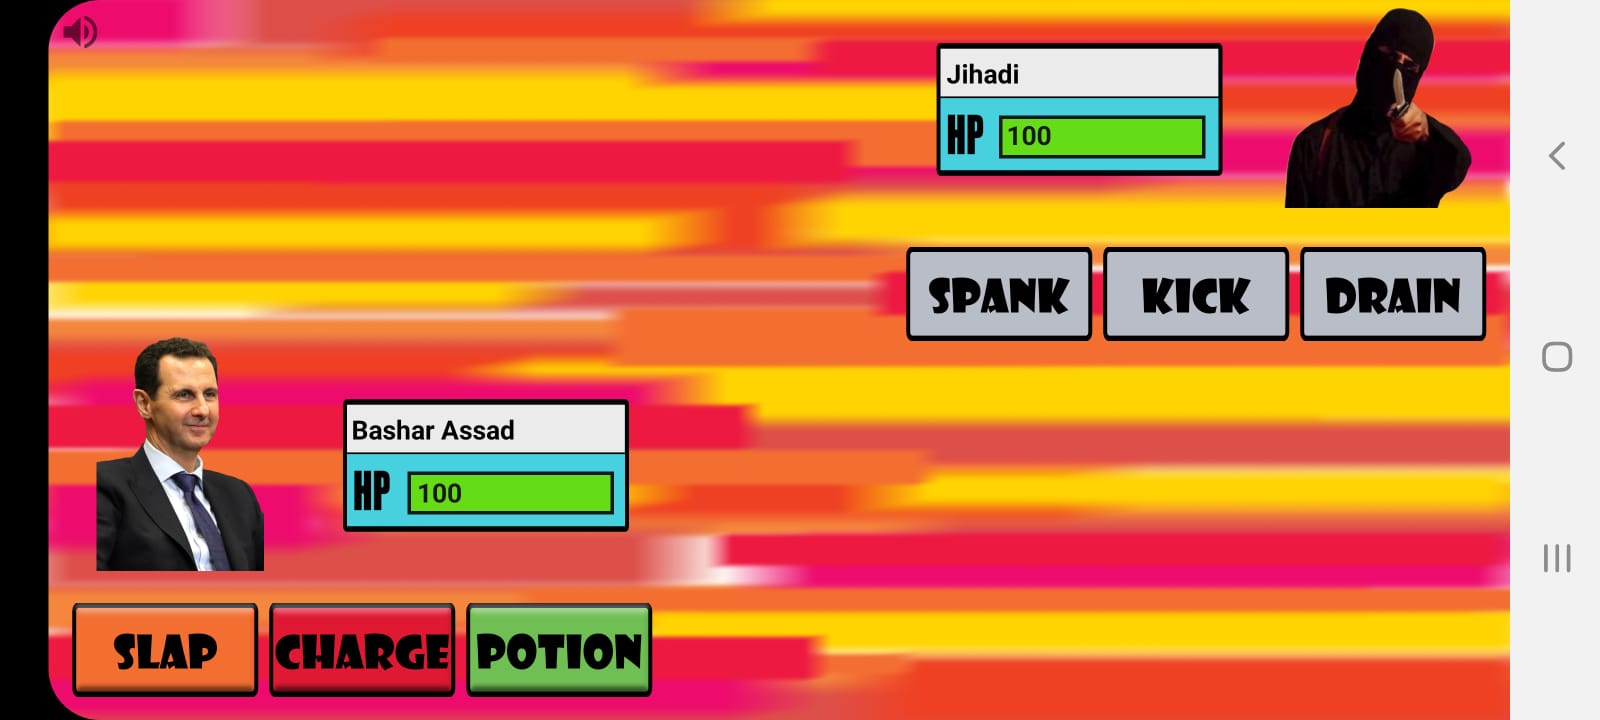 Jihadi
HP 100
SPANK KICK DRAIN
Bashar Assad
HP 100
SLAP CHARGE POTION